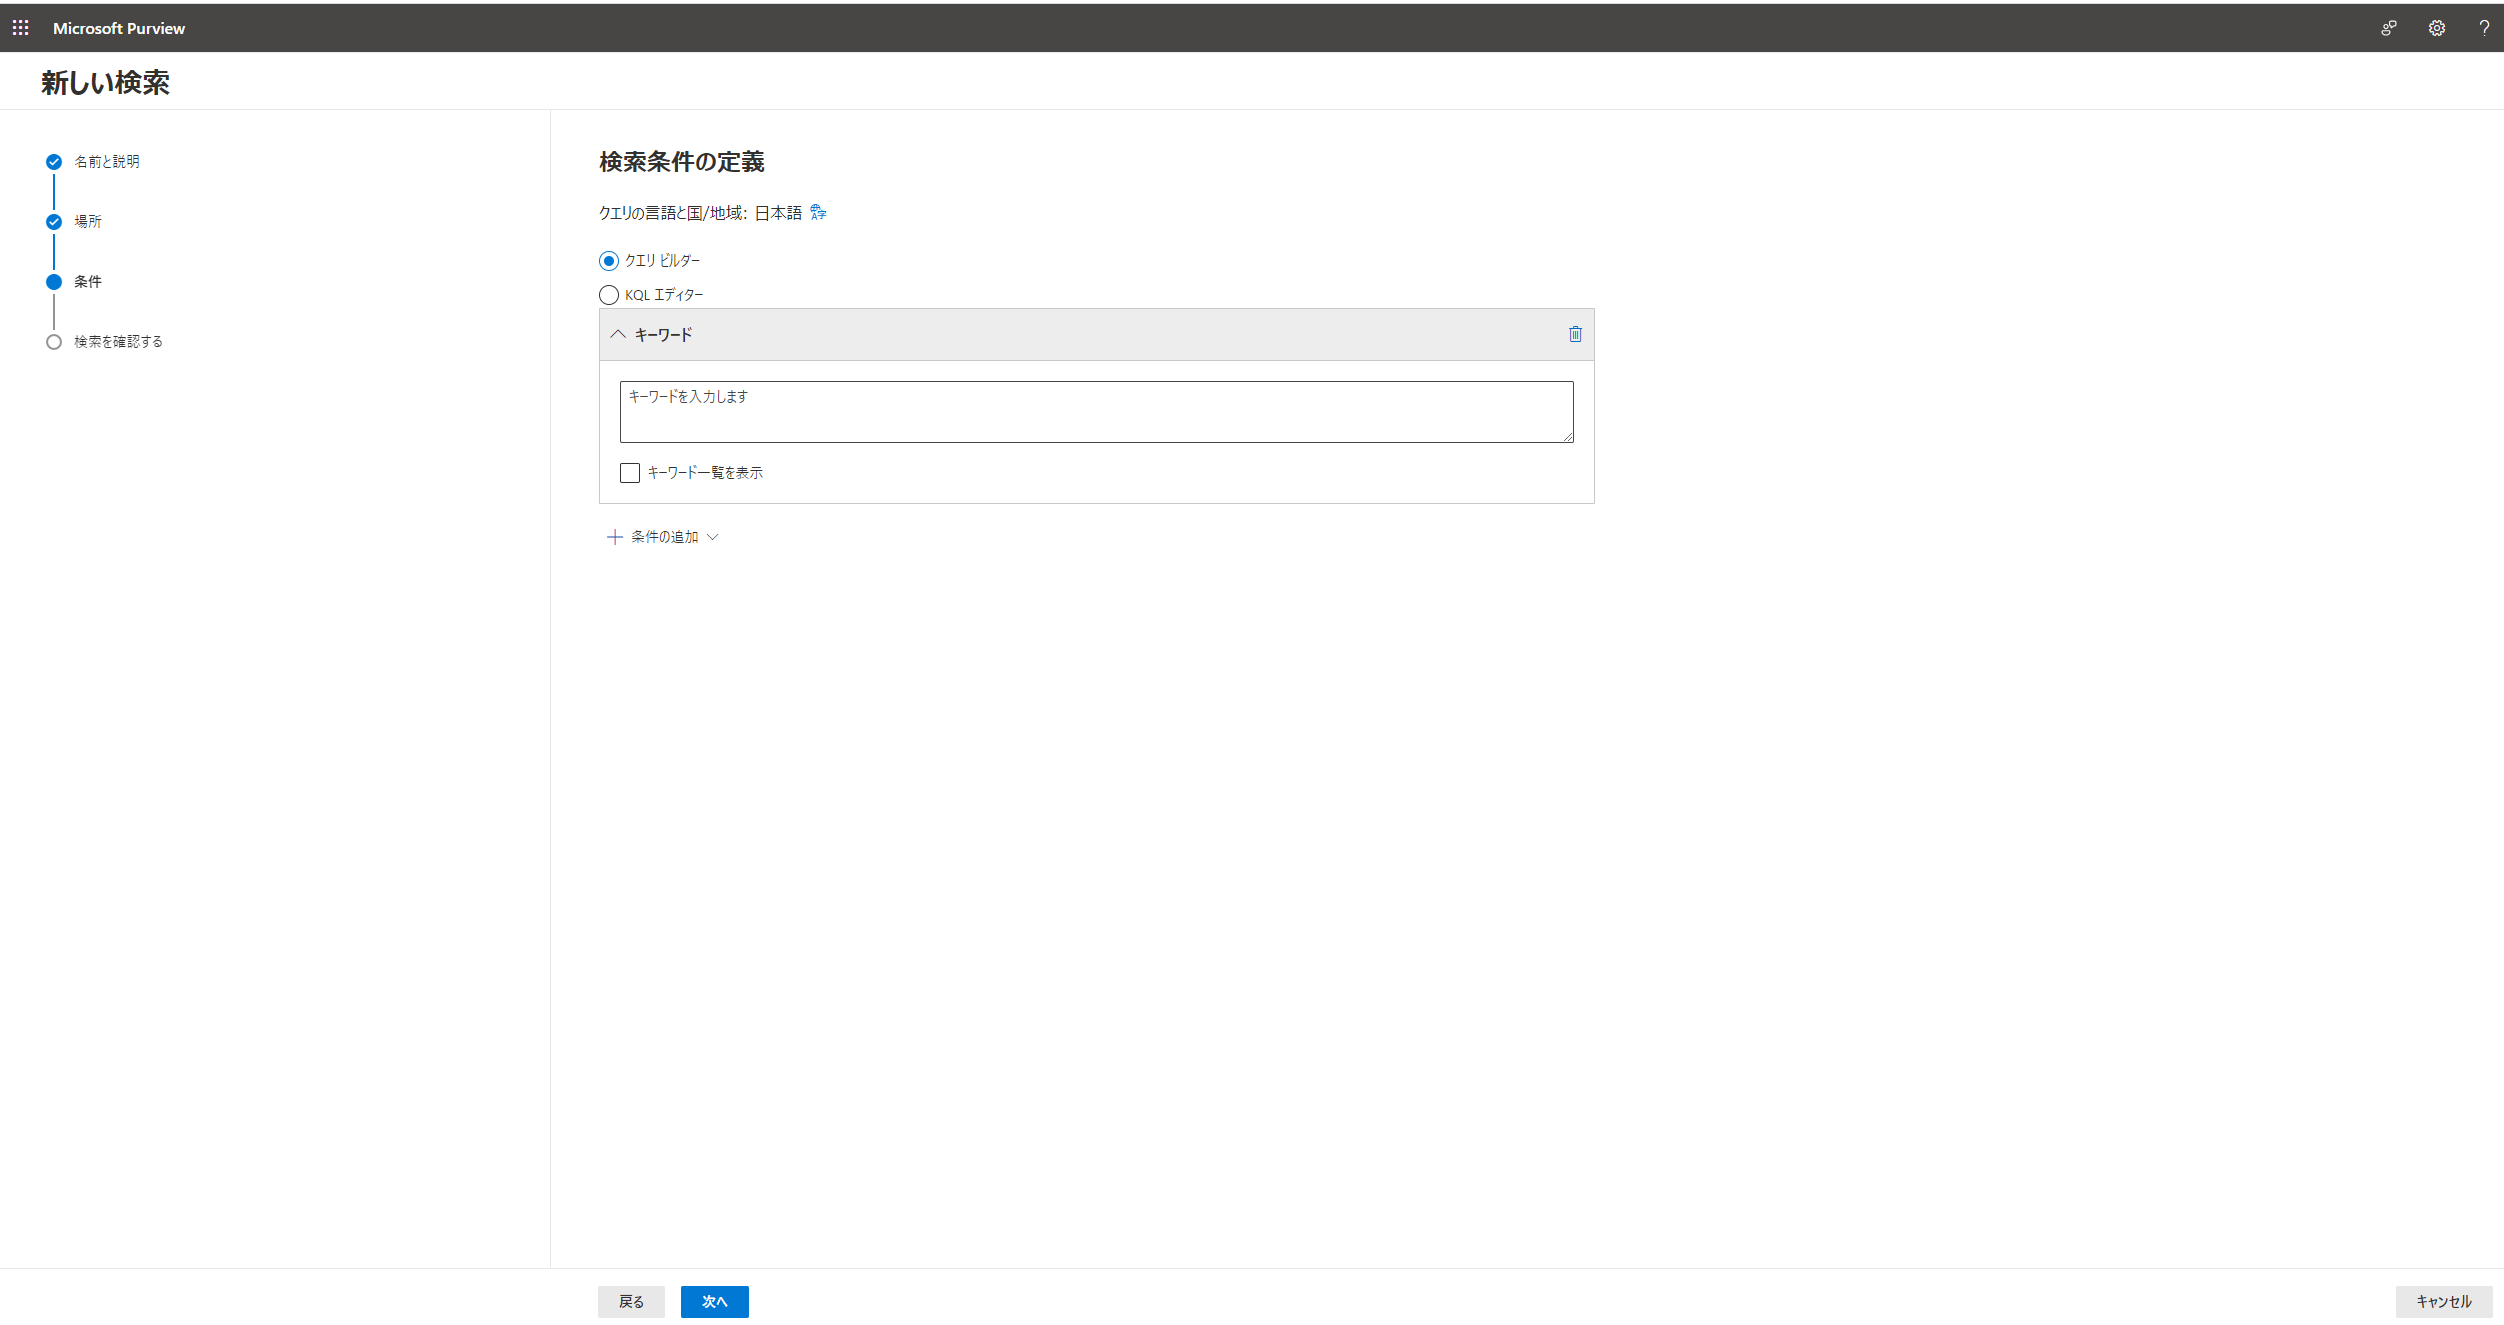 Microsoft Purview
新しい検索
名前と説明
場所
条件
検索を確認する
検索条件の定義
クエリの言語と国/地域: 日本語
クエリ ビルダー
KQL エディター
キーワード
キーワードを入力します
キーワード一覧を表示
条件の追加
戻る
次へ
キャンセル